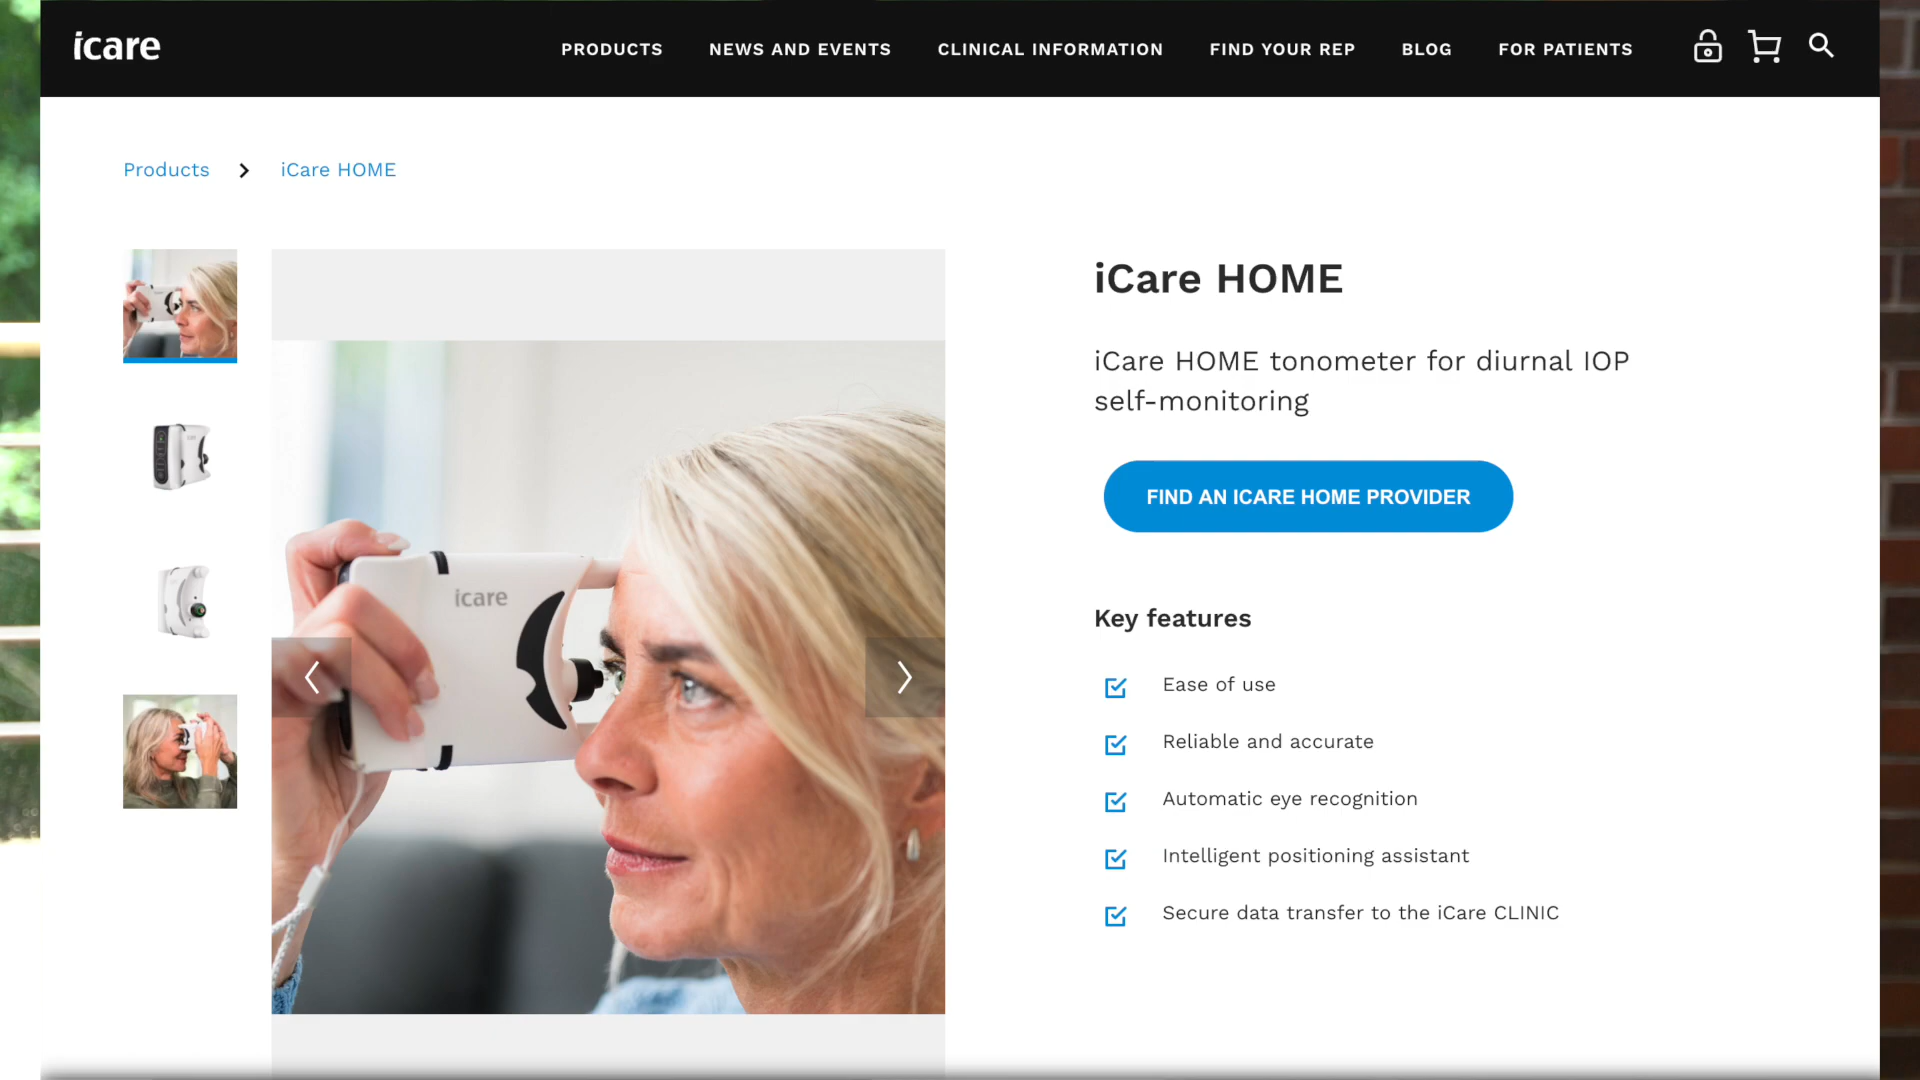 icare
PRODUCTS NEWS AND EVENTS CLINICAL INFORMATION FIND YOUR REP BLOG FOR PATIENTS
Products iCare HOME
iCare HOME
iCare HOME tonometer for diurnal IOP
self-monitoring
FIND AN ICARE HOME PROVIDER
icare
Key features
Ease of use
Reliable and accurate
Automatic eye recognition
Intelligent positioning assistant
Secure data transfer to the iCare CLINIC